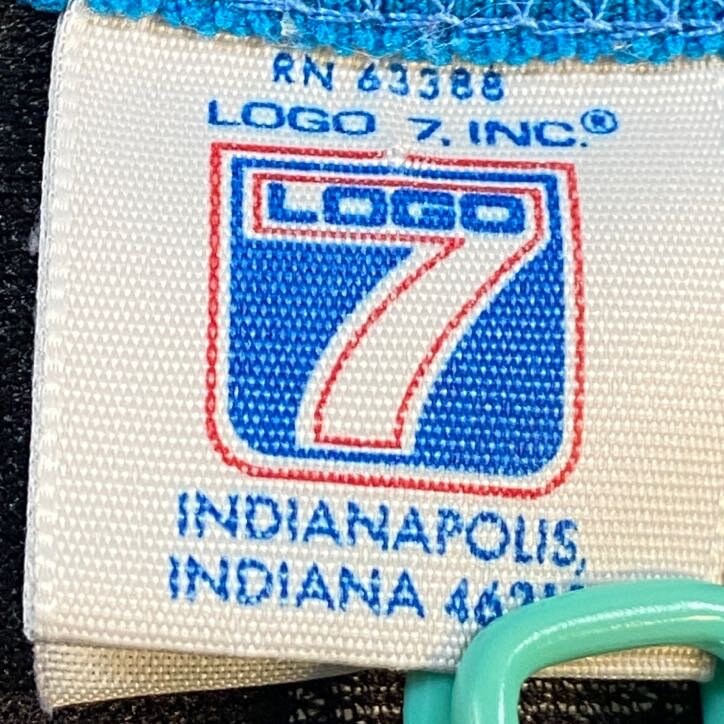 RN 63388
LOGO 7, INC.®
LOGO
7
INDIANAPOLIS,
INDIANA